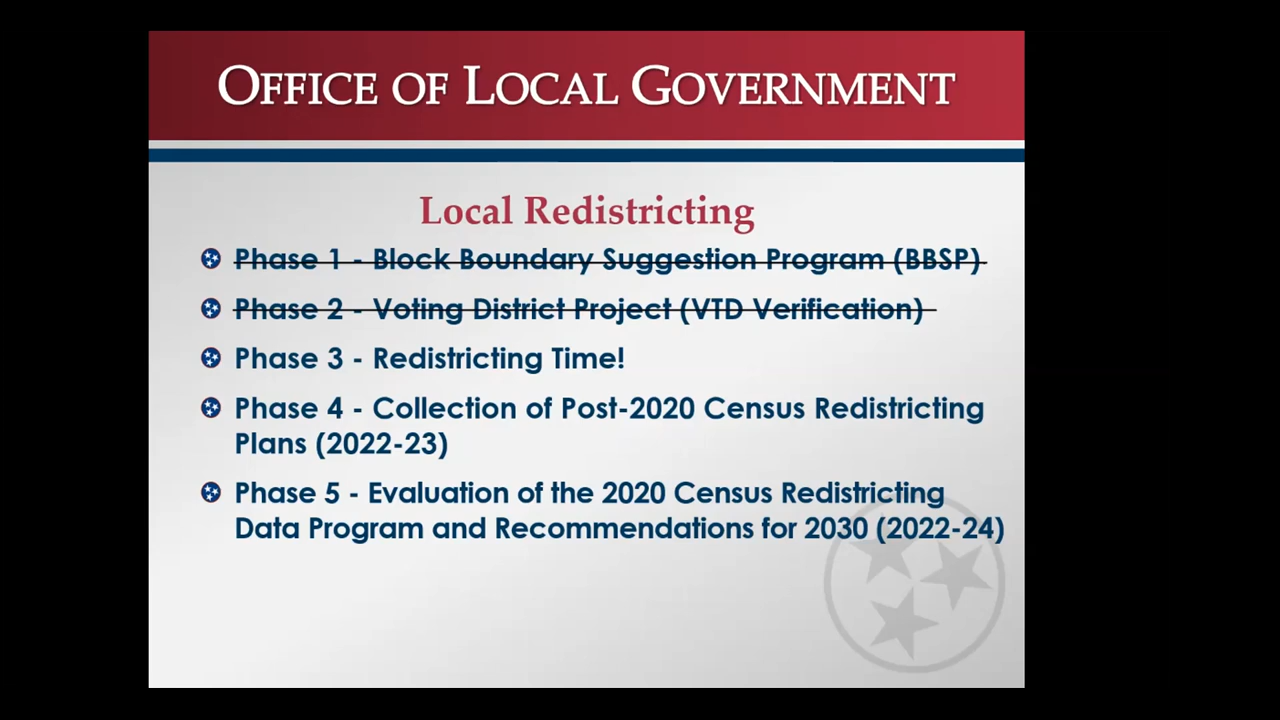 OFFICE OF LOCAL GOVERNMENT
Local Redistricting
Phase 1 - Block Boundary Suggestion Program (BBSP)
Phase 2 - Voting District Project (VTD Verification)
Phase 3 - Redistricting Time!
Phase 4 - Collection of Post-2020 Census Redistricting
Plans (2022-23)
Phase 5 - Evaluation of the 2020 Census Redistricting
Data Program and Recommendations for 2030 (2022-24)